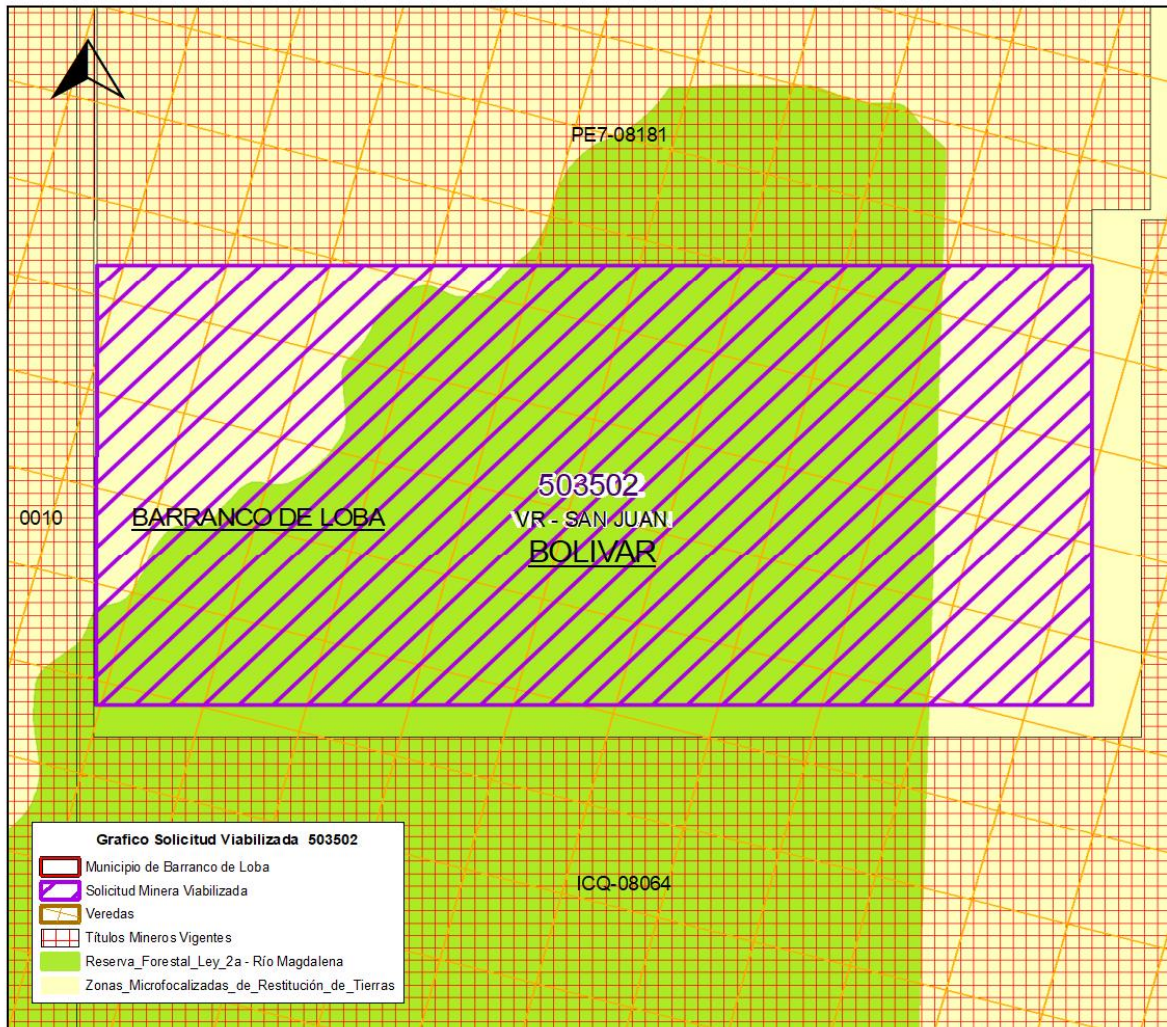 PE7-08181
503502
0010
BARRANCO DE LOBA
VR - SAN JUAN
BOLIVAR
ICQ-08064
Grafico Solicitud Viabilizada 503502
Municipio de Barranco de Loba
Solicitud Minera Viabilizada
Veredas
Títulos Mineros Vigentes
Reserva_Forestal_Ley_2a - Río Magdalena
Zonas_Microfocalizadas_de_Restitución_de_Tierras